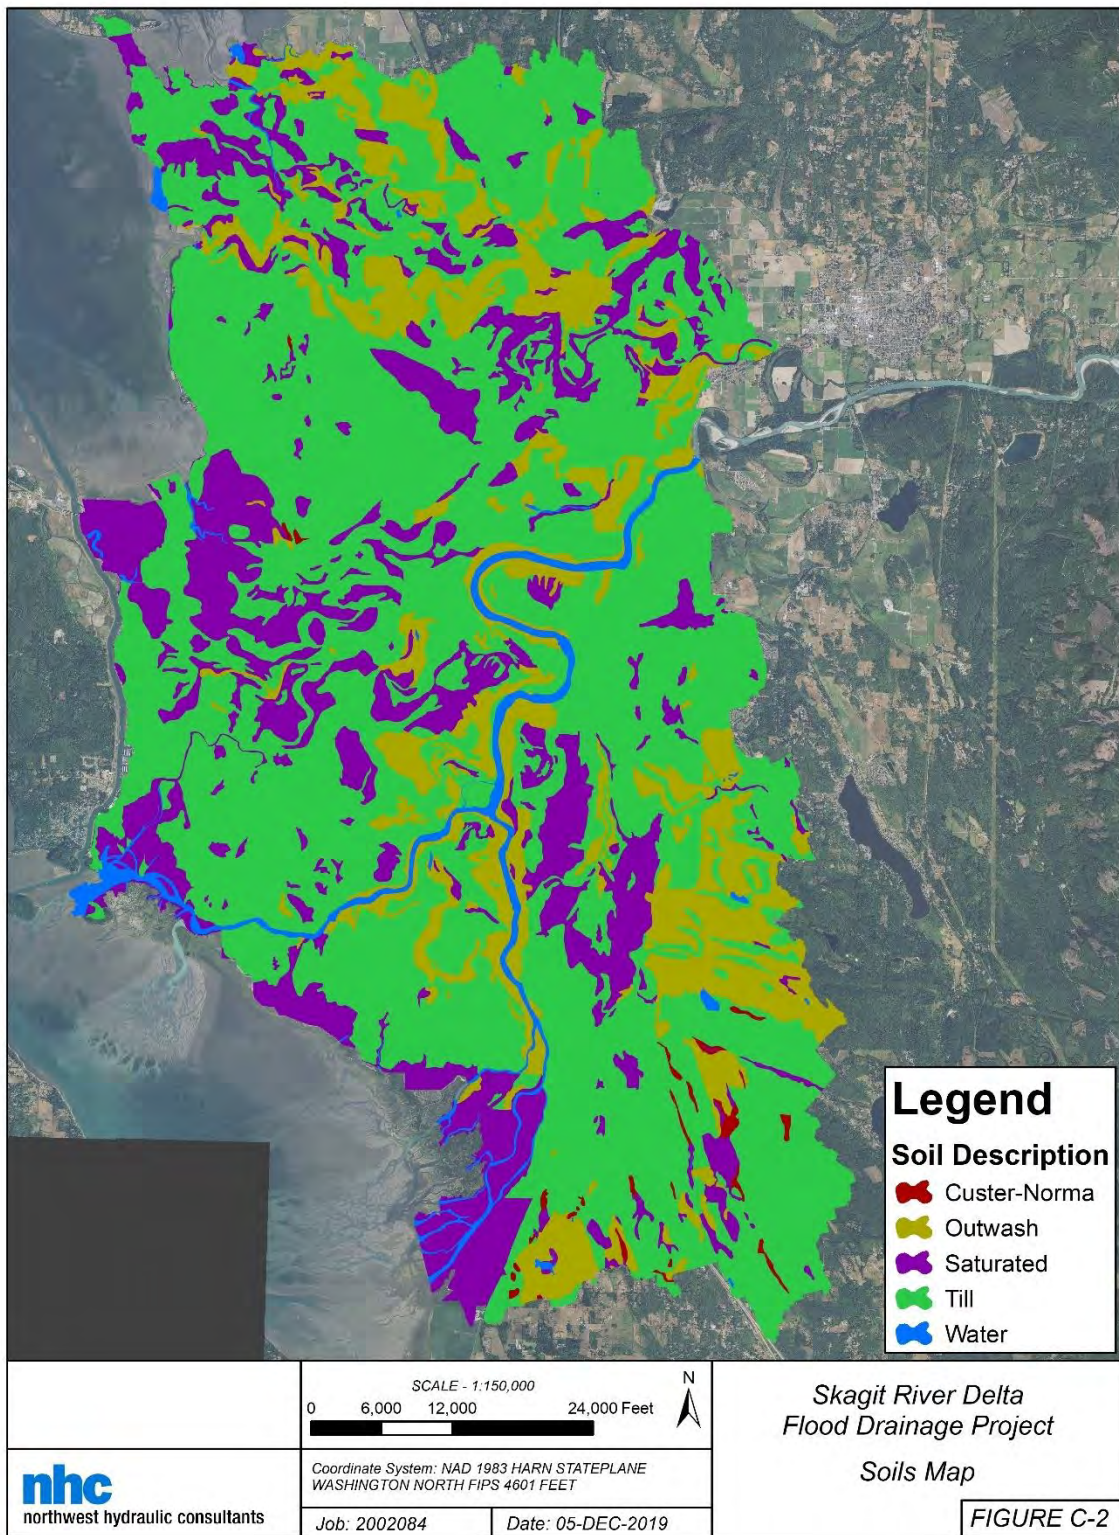 Legend
Soil Description
Custer-Norma
Outwash
Saturated
Till
Water
SCALE - 1:150,000
0 6,000 12,000 24,000 Feet
N
Coordinate System: NAD 1983 HARN STATEPLANE
WASHINGTON NORTH FIPS 4601 FEET
Job: 2002084
Date: 05-DEC-2019
nhc
northwest hydraulic consultants
Skagit River Delta
Flood Drainage Project
Soils Map
FIGURE C-2